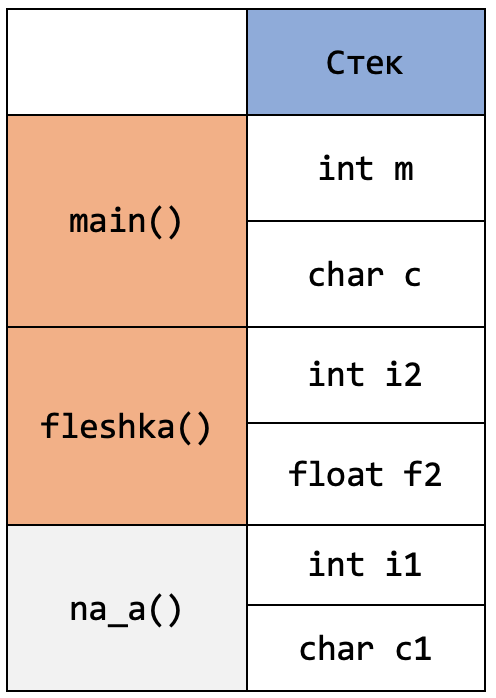 Стек
main()
int m
char c
fleshka()
int i2
float f2
na_a()
int i1
char c1